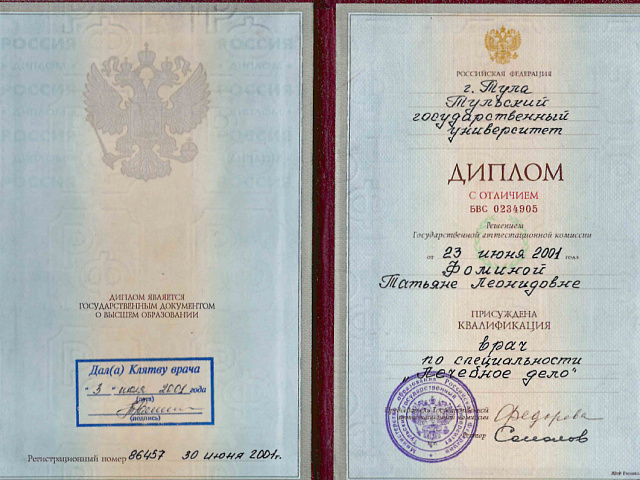 ДИПЛОМ ЯВЛЯЕТСЯ
ГОСУДАРСТВЕННЫМ ДОКУМЕНТОМ
О ВЫСШЕМ ОБРАЗОВАНИИ
Дал(а) Клятву врача
"3" июля 2001 года
(дата)
(подпись)
Регистрационный номер 86457 30 июня 2001г.
РОССИЙСКАЯ ФЕДЕРАЦИЯ
г. Тула
Тульский
государственный
университет
ДИПЛОМ
С ОТЛИЧИЕМ
БВС 0234905
Решением
Государственной аттестационной комиссии
от 23 июня 2001 года
Фоминой
Татьяне Леонидовне
ПРИСУЖДЕНА
КВАЛИФИКАЦИЯ
врач
по специальности
"Лечебное дело"
Федорова
Соколов